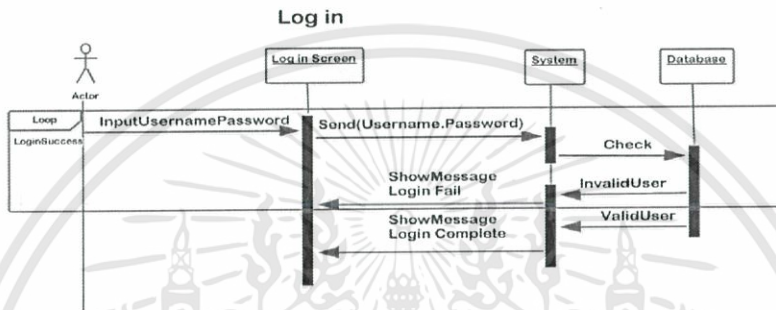 Log in
Actor
Log in Screen
System
Database
Loop
LoginSuccess
InputUsernamePassword
Send(Username.Password)
Check
ShowMessage
Login Fail
InvalidUser
ShowMessage
Login Complete
ValidUser